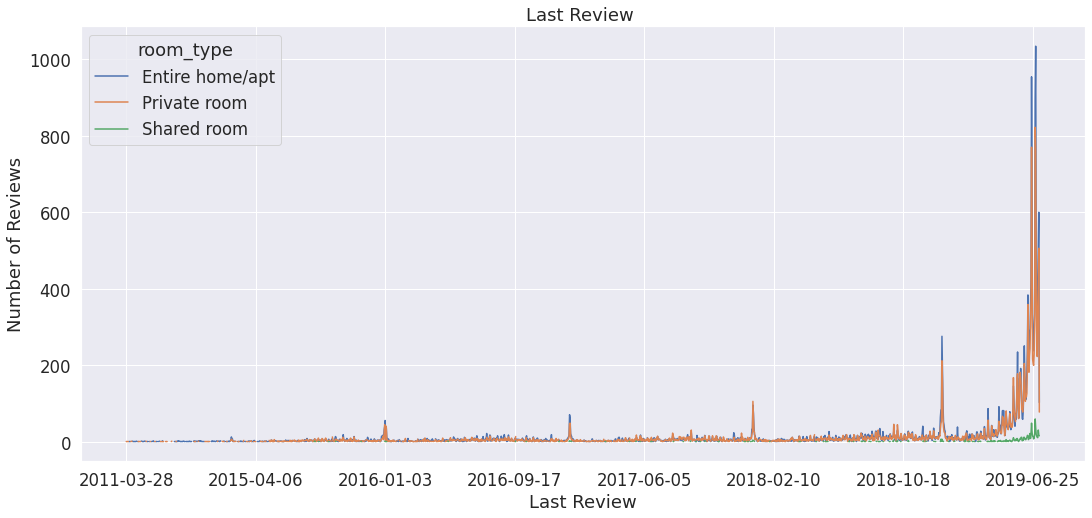 Last Review
room_type
Entire home/apt
Private room
Shared room
Number of Reviews
1000
800
600
400
200
0
2011-03-28 2015-04-06 2016-01-03 2016-09-17 2017-06-05 2018-02-10 2018-10-18 2019-06-25
Last Review